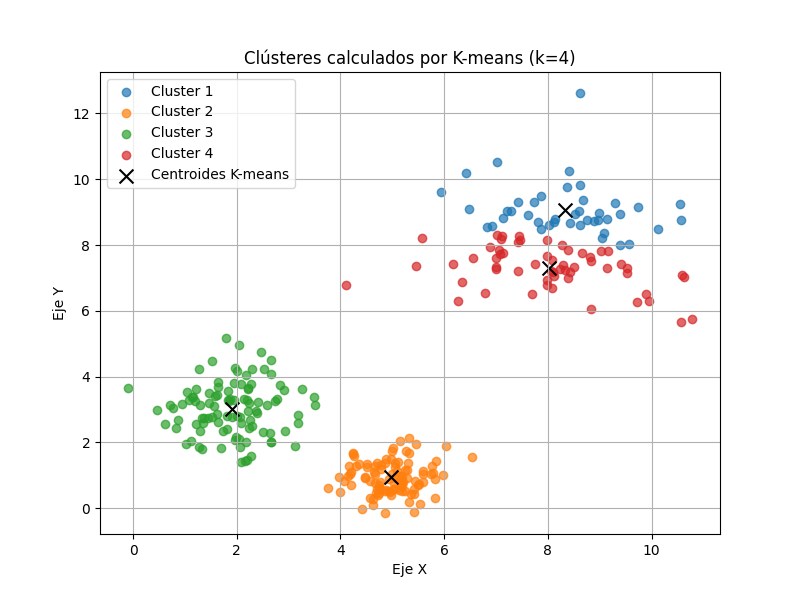 Clústeres calculados por K-means (k=4)
Cluster 1
Cluster 2
Cluster 3
Cluster 4
Centroides K-means
12
10
8
6
4
2
0
Eje Y
0 2 4 6 8 10
Eje X